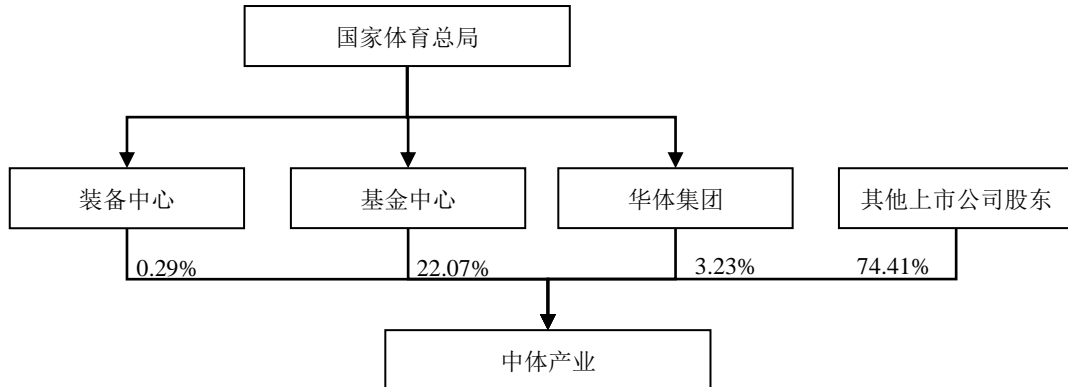 国家体育总局
装备中心
基金中心
华体集团
其他上市公司股东
0.29%
22.07%
3.23%
74.41%
中体产业